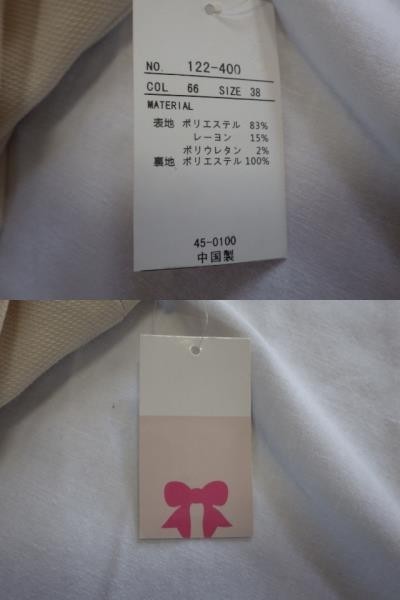 NO. 122-400
COL 66 SIZE 38
MATERIAL
表地 ポリエステル 83%
レーヨン 15%
ポリウレタン 2%
裏地 ポリエステル 100%
45-0100
中国製